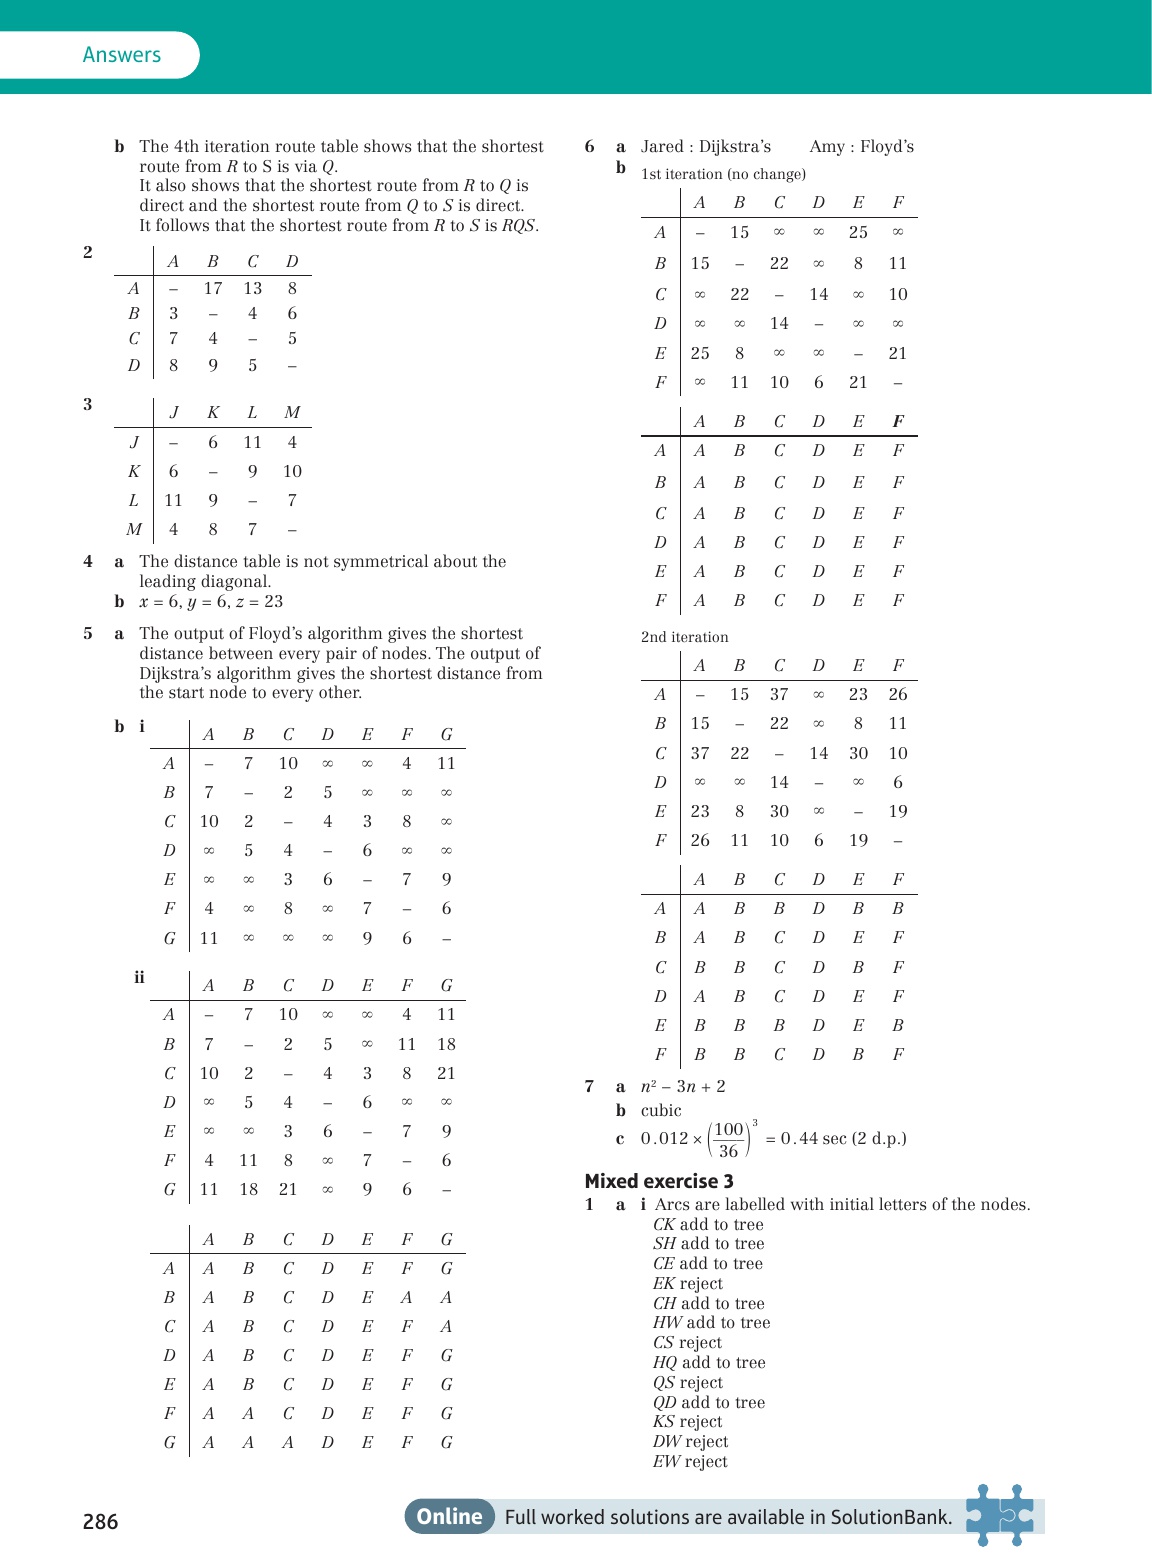 Answers
b The 4th iteration route table shows that the shortest
route from R to S is via Q.
It also shows that the shortest route from R to Q is
direct and the shortest route from Q to S is direct.
It follows that the shortest route from R to S is RQS.
2
A B C D
A – 17 13 8
B 3 – 4 6
C 7 4 – 5
D 8 9 5 –
3
J K L M
J – 6 11 4
K 6 – 9 10
L 11 9 – 7
M 4 8 7 –
4 a The distance table is not symmetrical about the
leading diagonal.
b x = 6, y = 6, z = 23
5 a The output of Floyd's algorithm gives the shortest
distance between every pair of nodes. The output of
Dijkstra's algorithm gives the shortest distance from
the start node to every other.
b i
A B C D E F G
A – 7 10 ∞ ∞ 4 11
B 7 – 2 5 ∞ ∞ ∞
C 10 2 – 4 3 8 ∞
D ∞ 5 4 – 6 ∞ ∞
E ∞ ∞ 3 6 – 7 9
F 4 ∞ 8 ∞ 7 – 6
G 11 ∞ ∞ ∞ 9 6 –
ii
A B C D E F G
A – 7 10 ∞ ∞ 4 11
B 7 – 2 5 ∞ 11 18
C 10 2 – 4 3 8 21
D ∞ 5 4 – 6 ∞ ∞
E ∞ ∞ 3 6 – 7 9
F 4 11 8 ∞ 7 – 6
G 11 18 21 ∞ 9 6 –
A B C D E F G
A A B C D E F G
B A B C D E A A
C A B C D E F A
D A B C D E F G
E A B C D E F G
F A A C D E F G
G A A A D E F G
6 a Jared : Dijkstra's Amy : Floyd's
b 1st iteration (no change)
A B C D E F
A – 15 ∞ ∞ 25 ∞
B 15 – 22 ∞ 8 11
C ∞ 22 – 14 ∞ 10
D ∞ ∞ 14 – ∞ ∞
E 25 8 ∞ ∞ – 21
F ∞ 11 10 6 21 –
A B C D E F
A A B C D E F
B A B C D E F
C A B C D E F
D A B C D E F
E A B C D E F
F A B C D E F
2nd iteration
A B C D E F
A – 15 37 ∞ 23 26
B 15 – 22 ∞ 8 11
C 37 22 – 14 30 10
D ∞ ∞ 14 – ∞ 6
E 23 8 30 ∞ – 19
F 26 11 10 6 19 –
A B C D E F
A A B B D B B
B A B C D E F
C B B C D B F
D A B C D E F
E B B B D E B
F B B C D B F
7 a n² – 3n + 2
b cubic
c 0.012 × (100/36)³ = 0.44 sec (2 d.p.)
Mixed exercise 3
1 a i Arcs are labelled with initial letters of the nodes.
CK add to tree
SH add to tree
CE add to tree
EK reject
CH add to tree
HW add to tree
CS reject
HQ add to tree
QS reject
QD add to tree
KS reject
DW reject
EW reject
286
Online Full worked solutions are available in SolutionBank.